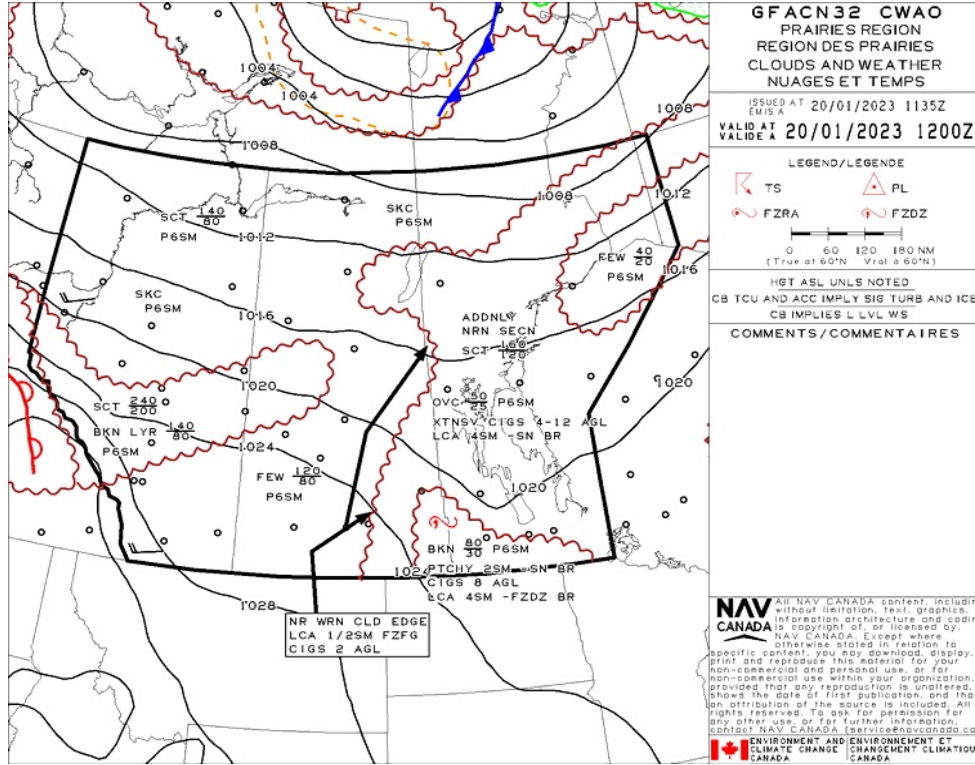 GFACN32 CWAO
PRAIRIES REGION
REGION DES PRAIRIES
CLOUDS AND WEATHER
NUAGES ET TEMPS
ISSUED AT
EMIS A
20/01/2023 1135Z
VALID AT
VALIDE A
20/01/2023 1200Z
LEGEND/LÉGENDE
TS
PL
FZRA
FZDZ
0 60 120 180 NM
(True at 60°N Vrai à 60°N)
HGT ASL UNLS NOTED
CB TCU AND ACC IMPLY SIG TURB AND ICE
CB IMPLIES L LVL WS
COMMENTS/COMMENTAIRES
1004
1004
1008
1008
1008
1012
SCT 140/80
P6SM
SKC
P6SM
1012
FEW 40/20
P6SM
1016
SKC
P6SM
1016
ADDNLY
NRN SECN
SCT 160/120
1020
1020
SCT 240/200
BKN LYR 140/80
P6SM
OVC 50/25 P6SM
XTNSV CIGS 4-12 AGL
LCA 4SM -SN BR
1024
FEW 120/80
P6SM
1020
BKN 80/30 P6SM
PTCHY 2SM -SN BR
CIGS 8 AGL
LCA 4SM -FZDZ BR
1024
1028
NR WRN CLD EDGE
LCA 1/2SM FZFG
CIGS 2 AGL
NAV
CANADA
All NAV CANADA content, includin
without limitation, text, graphics,
information architecture and codin
is copyright of, or licensed by,
NAV CANADA. Except where
otherwise stated in relation to
specific content, you may download, display,
print and reproduce this material for your
non-commercial and personal use, or for
non-commercial use within your organization,
provided that any reproduction is unaltered,
shows the date of first publication, and tha
an attribution of the source is included. All
rights reserved. To ask for permission for
any other use, or for further information,
contact NAV CANADA (service@navcanada.ca
ENVIRONMENT AND
CLIMATE CHANGE
CANADA
ENVIRONNEMENT ET
CHANGEMENT CLIMATIQU
CANADA